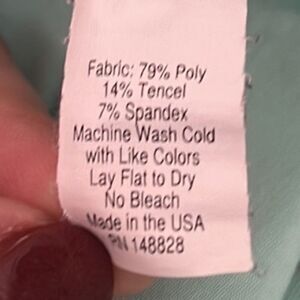 Fabric: 79% Poly
14% Tencel
7% Spandex
Machine Wash Cold
with Like Colors
Lay Flat to Dry
No Bleach
Made in the USA
RN 148828